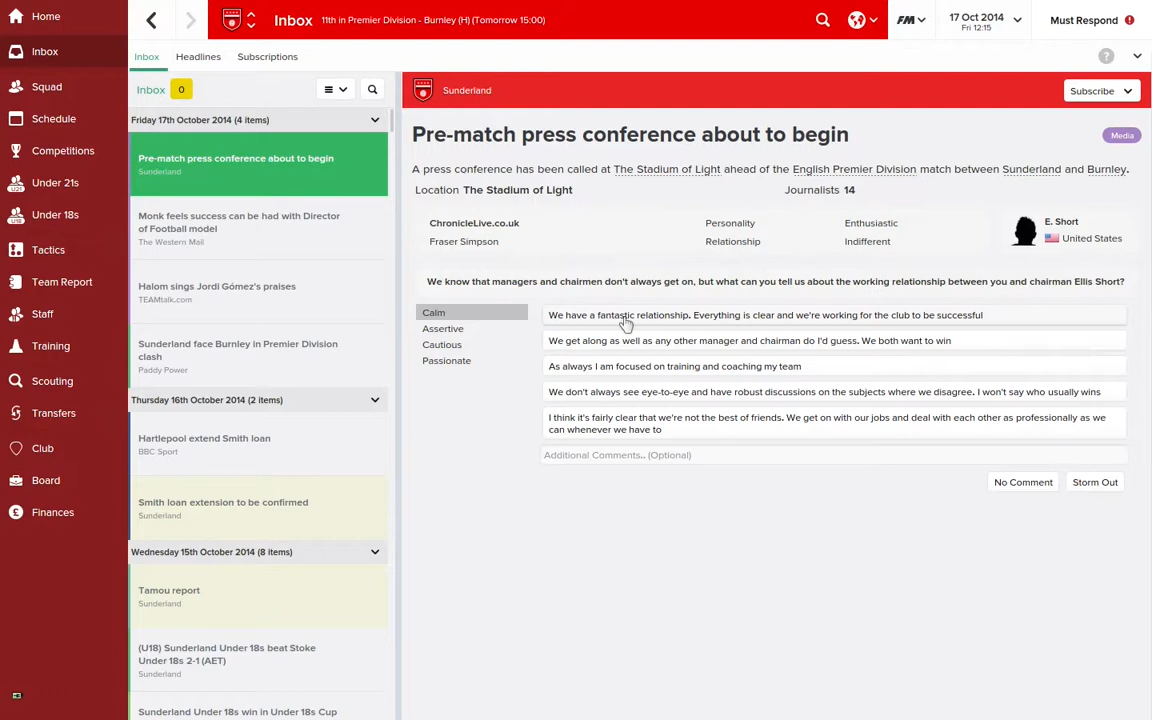 Home
Inbox
11th in Premier Division - Burnley (H) (Tomorrow 15:00)
FM
17 Oct 2014
Fri 12:15
Must Respond
Inbox
Squad
Schedule
Competitions
Under 21s
Under 18s
Tactics
Team Report
Staff
Training
Scouting
Transfers
Club
Board
Finances
Inbox
Headlines
Subscriptions
?
Inbox
0
Friday 17th October 2014 (4 items)
Pre-match press conference about to begin
Sunderland
Monk feels success can be had with Director
of Football model
The Western Mail
Halom sings Jordi Gómez's praises
TEAMtalk.com
Sunderland face Burnley in Premier Division
clash
Paddy Power
Thursday 16th October 2014 (2 items)
Hartlepool extend Smith loan
BBC Sport
Smith loan extension to be confirmed
Sunderland
Wednesday 15th October 2014 (8 items)
Tamou report
Sunderland
(U18) Sunderland Under 18s beat Stoke
Under 18s 2-1 (AET)
Sunderland
Sunderland Under 18s win in Under 18s Cup
Sunderland
Subscribe
Pre-match press conference about to begin
Media
A press conference has been called at The Stadium of Light ahead of the English Premier Division match between Sunderland and Burnley.
Location The Stadium of Light
Journalists 14
ChronicleLive.co.uk
Personality
Enthusiastic
E. Short
Fraser Simpson
Relationship
Indifferent
United States
We know that managers and chairmen don't always get on, but what can you tell us about the working relationship between you and chairman Ellis Short?
Calm
Assertive
Cautious
Passionate
We have a fantastic relationship. Everything is clear and we're working for the club to be successful
We get along as well as any other manager and chairman do I'd guess. We both want to win
As always I am focused on training and coaching my team
We don't always see eye-to-eye and have robust discussions on the subjects where we disagree. I won't say who usually wins
I think it's fairly clear that we're not the best of friends. We get on with our jobs and deal with each other as professionally as we
can whenever we have to
Additional Comments.. (Optional)
No Comment
Storm Out